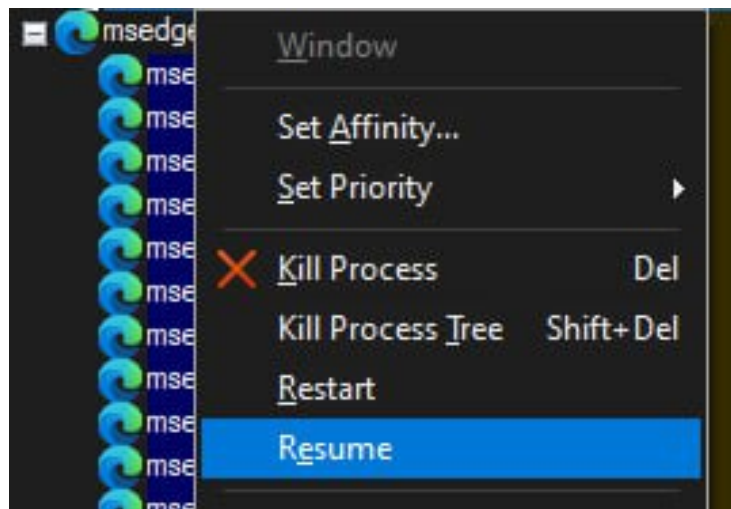 msedge
Window
mse
mse
Set Affinity...
mse
Set Priority
mse
mse
Kill Process Del
mse
Kill Process Tree Shift+Del
mse
mse
Restart
mse
Resume
mse
mse